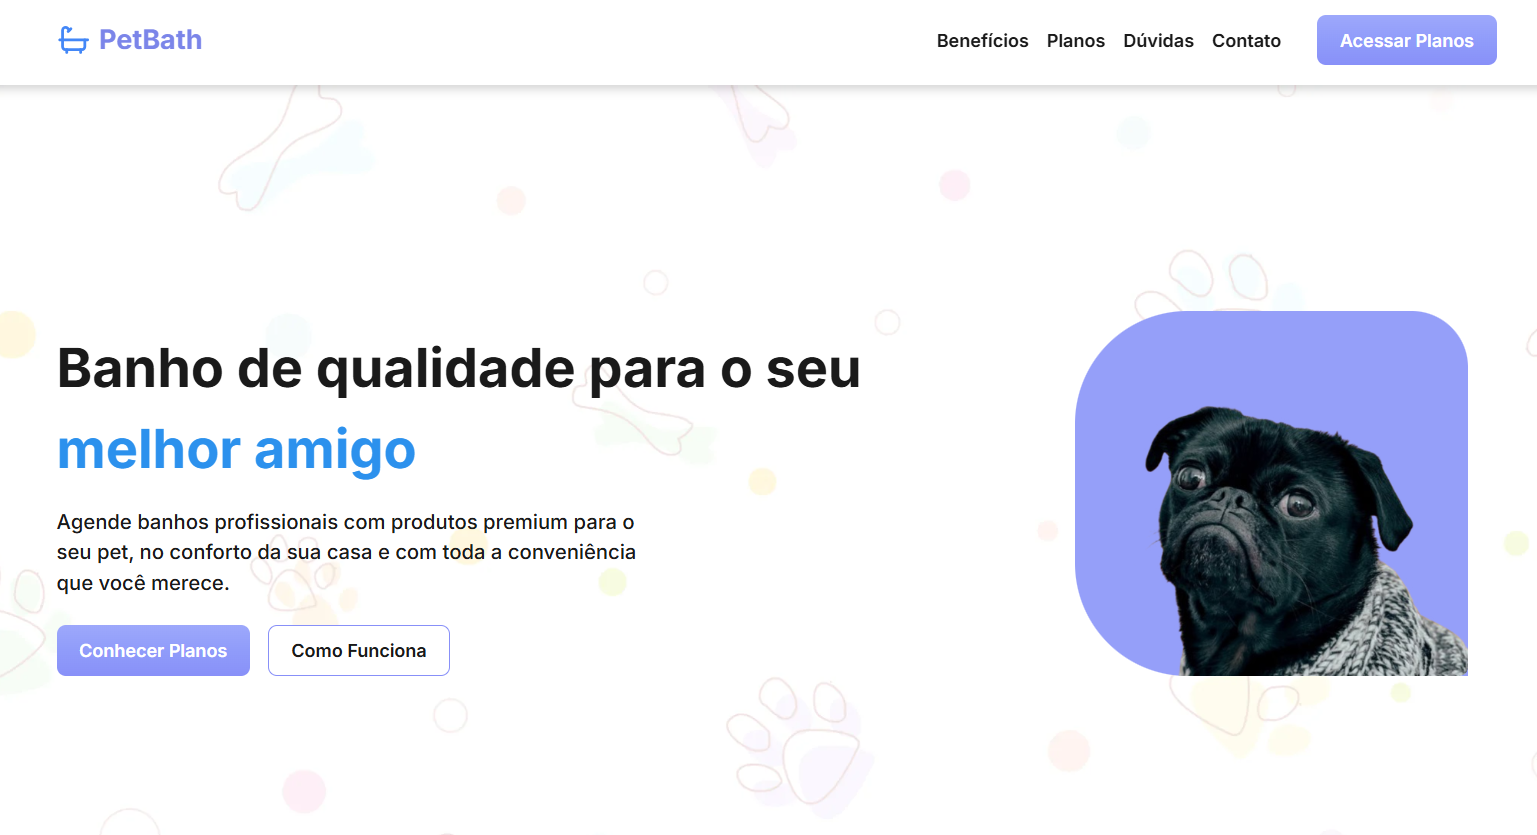 PetBath
Benefícios
Planos
Dúvidas
Contato
Acessar Planos
Banho de qualidade para o seu
melhor amigo
Agende banhos profissionais com produtos premium para o
seu pet, no conforto da sua casa e com toda a conveniência
que você merece.
Conhecer Planos
Como Funciona